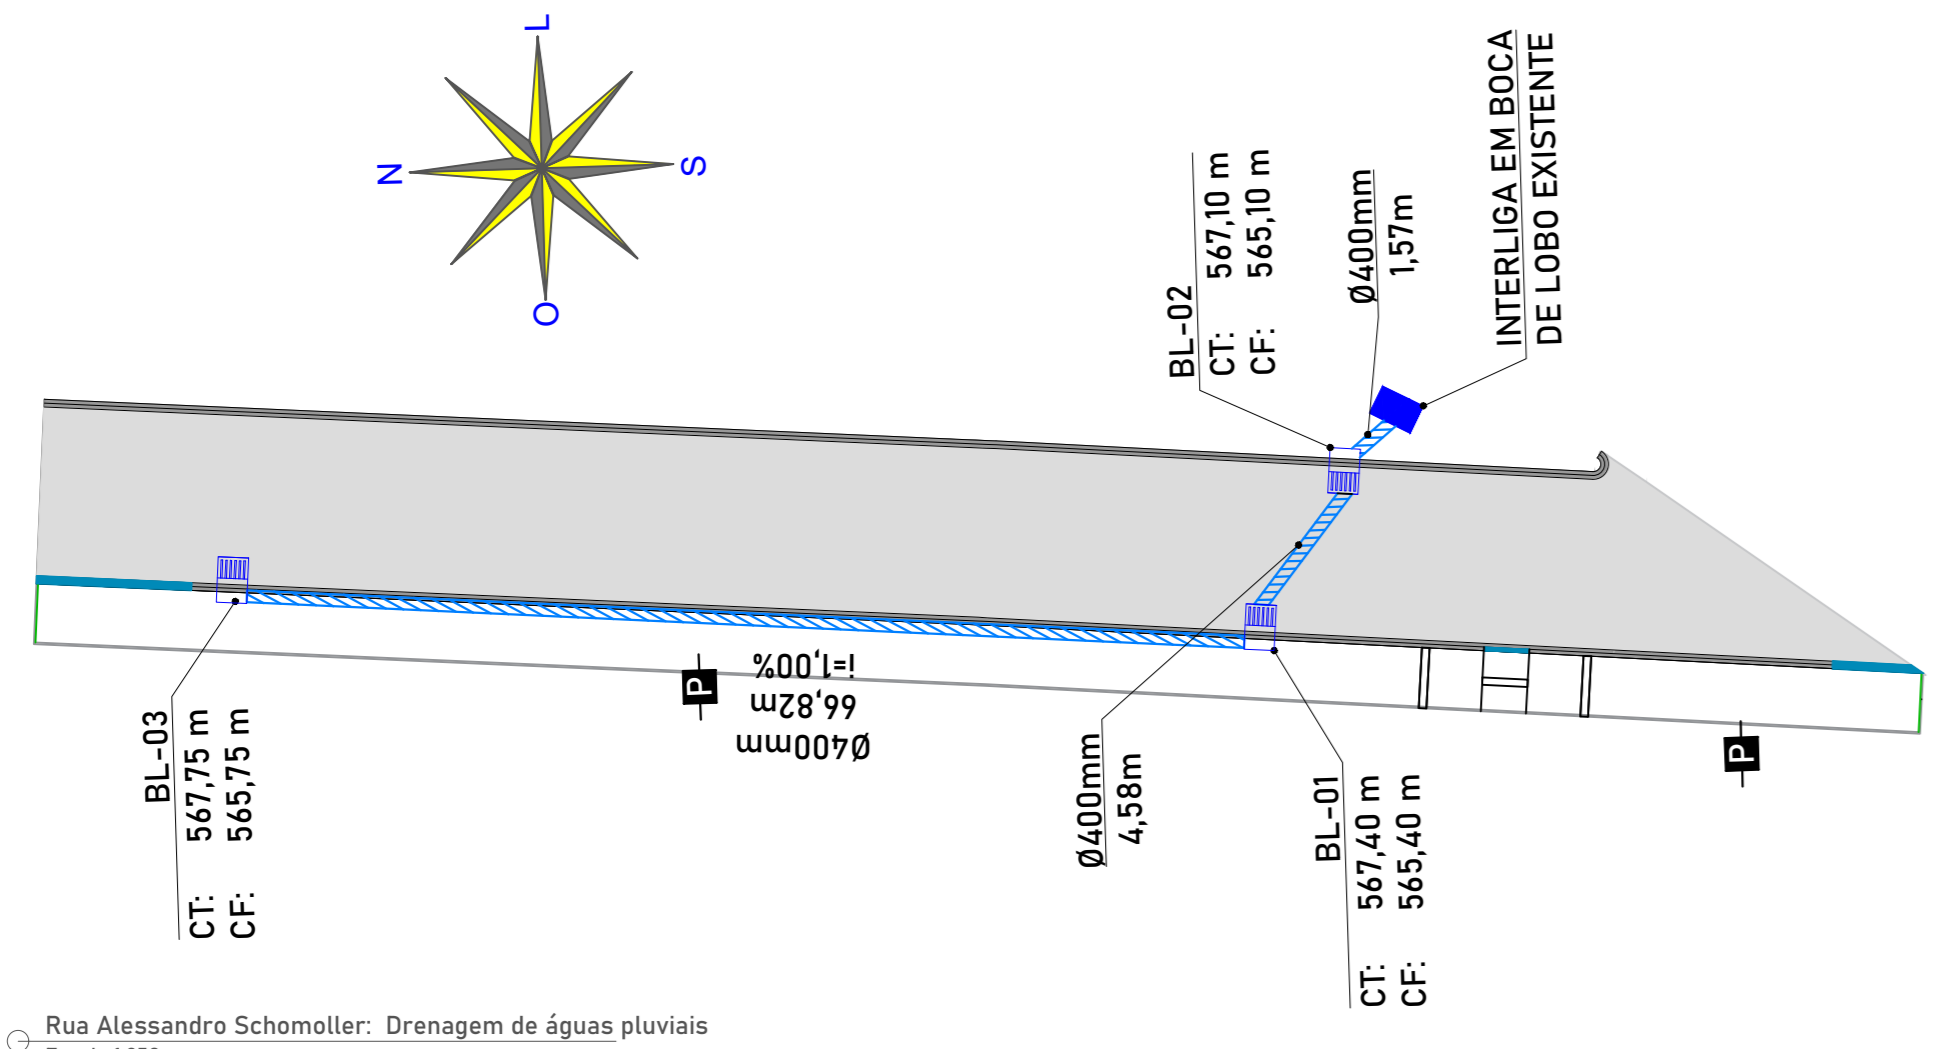 L
N
S
O
BL-02
CT: 567,10 m
CF: 565,10 m
Ø400mm
1,57m
INTERLIGA EM BOCA
DE LOBO EXISTENTE
BL-03
CT: 567,75 m
CF: 565,75 m
P
Ø400mm
66,82m
i=1,00%
Ø400mm
4,58m
BL-01
CT: 567,40 m
CF: 565,40 m
P
Rua Alessandro Schomoller: Drenagem de águas pluviais